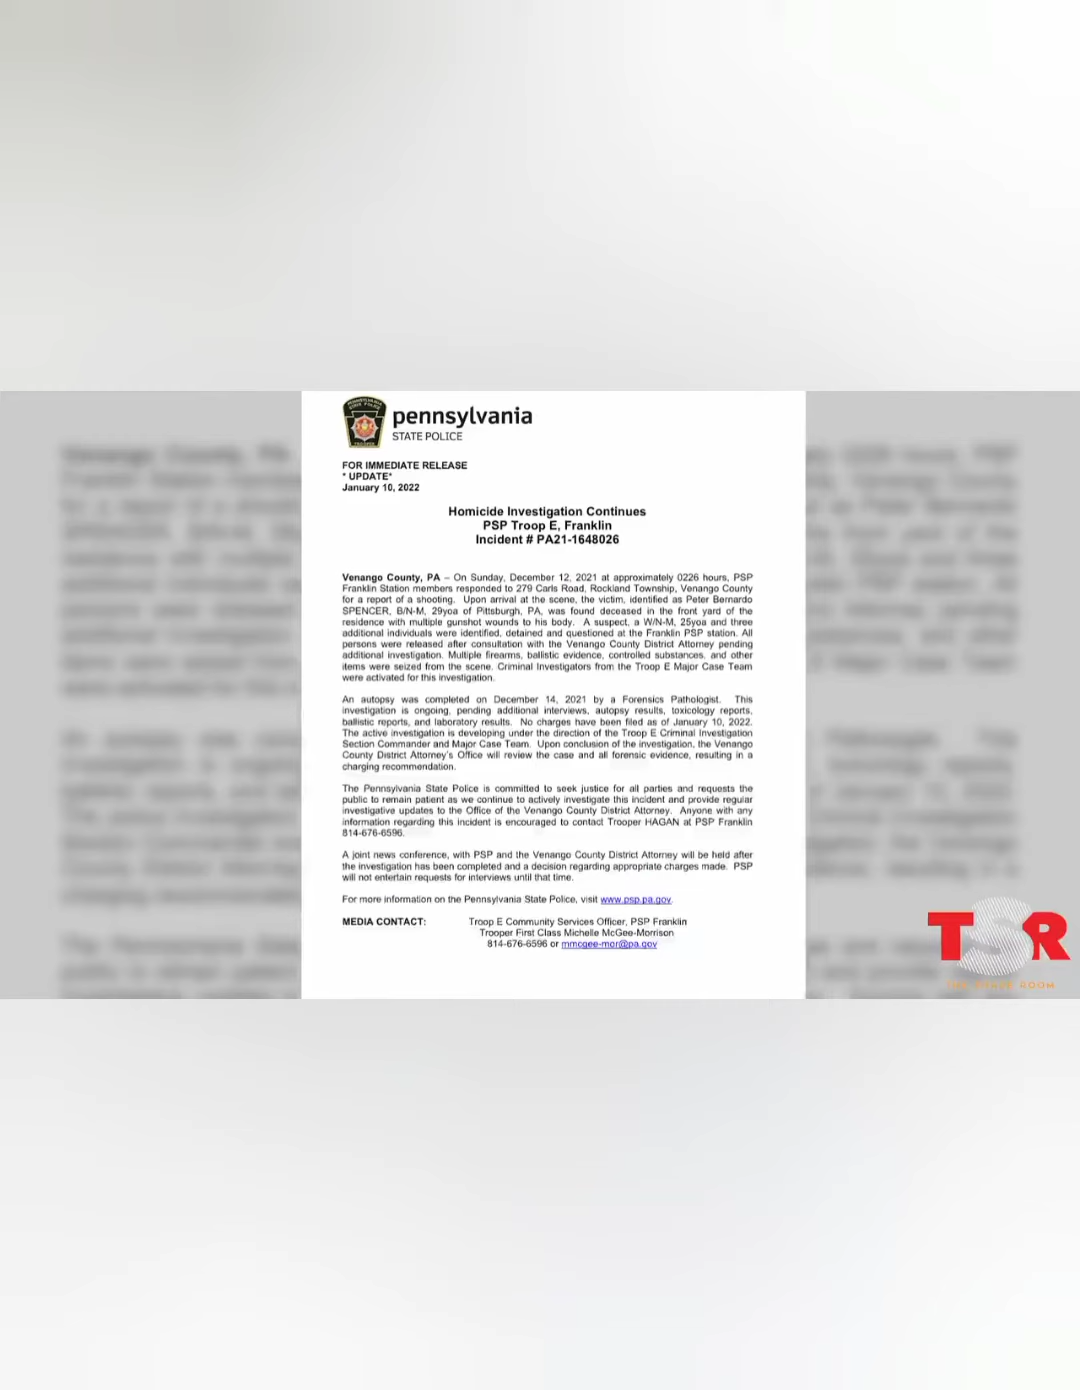 pennsylvania
STATE POLICE
FOR IMMEDIATE RELEASE
* UPDATE*
January 10, 2022
Homicide Investigation Continues
PSP Troop E, Franklin
Incident # PA21-1648026
Venango County, PA – On Sunday, December 12, 2021 at approximately 0226 hours, PSP
Franklin Station members responded to 279 Carls Road, Rockland Township, Venango County
for a report of a shooting. Upon arrival at the scene, the victim, identified as Peter Bernardo
SPENCER, B/N-M, 29yoa of Pittsburgh, PA, was found deceased in the front yard of the
residence with multiple gunshot wounds to his body. A suspect, a W/N-M, 25yoa and three
additional individuals were identified, detained and questioned at the Franklin PSP station. All
persons were released after consultation with the Venango County District Attorney pending
additional investigation. Multiple firearms, ballistic evidence, controlled substances, and other
items were seized from the scene. Criminal Investigators from the Troop E Major Case Team
were activated for this investigation.
An autopsy was completed on December 14, 2021 by a Forensics Pathologist. This
investigation is ongoing, pending additional interviews, autopsy results, toxicology reports,
ballistic reports, and laboratory results. No charges have been filed as of January 10, 2022.
The active investigation is developing under the direction of the Troop E Criminal Investigation
Section Commander and Major Case Team. Upon conclusion of the investigation, the Venango
County District Attorney's Office will review the case and all forensic evidence, resulting in a
charging recommendation.
The Pennsylvania State Police is committed to seek justice for all parties and requests the
public to remain patient as we continue to actively investigate this incident and provide regular
investigative updates to the Office of the Venango County District Attorney. Anyone with any
information regarding this incident is encouraged to contact Trooper HAGAN at PSP Franklin
814-676-6596.
A joint news conference, with PSP and the Venango County District Attorney will be held after
the investigation has been completed and a decision regarding appropriate charges made. PSP
will not entertain requests for interviews until that time.
For more information on the Pennsylvania State Police, visit www.psp.pa.gov.
MEDIA CONTACT: Troop E Community Services Officer, PSP Franklin
Trooper First Class Michelle McGee-Morrison
814-676-6596 or mmcgee-mor@pa.gov
TSR
THE SHADE ROOM